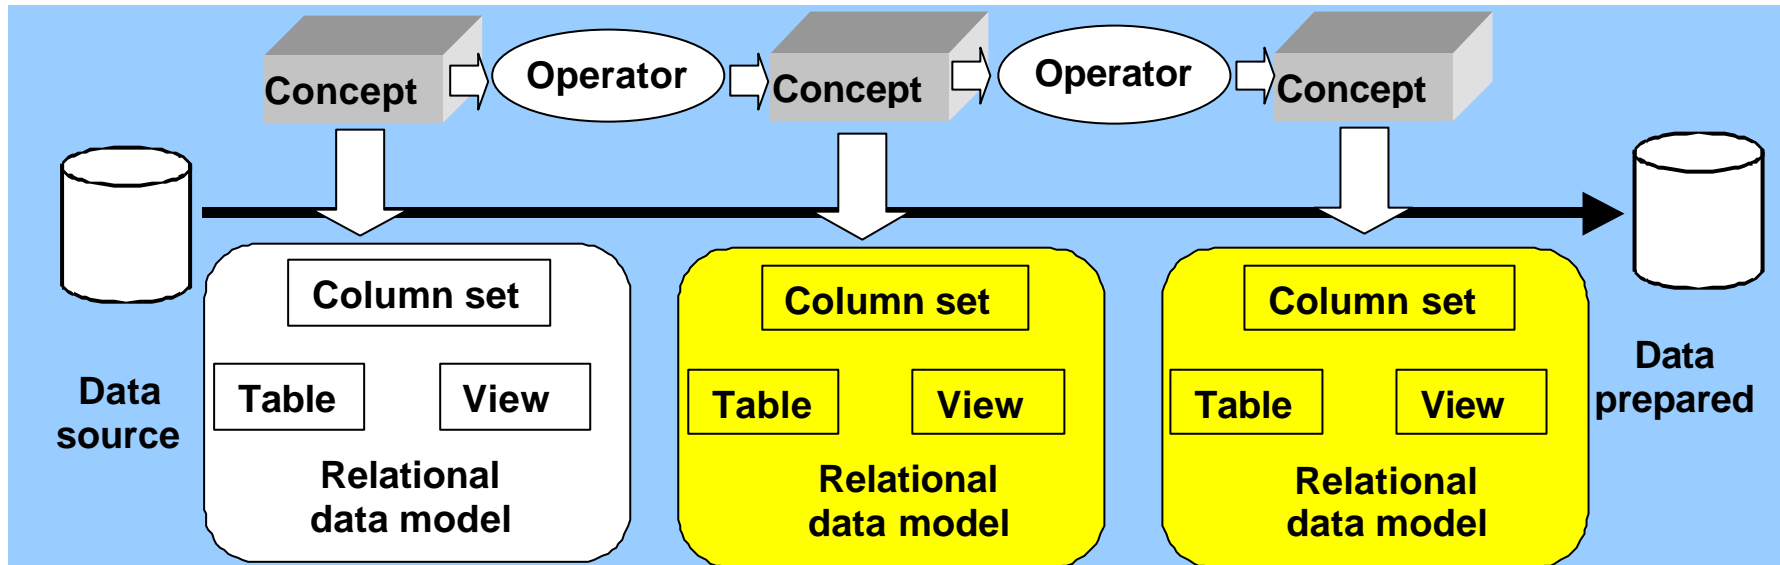 Concept
Operator
Concept
Operator
Concept
Data
source
Column set
Table
View
Relational
data model
Column set
Table
View
Relational
data model
Column set
Table
View
Relational
data model
Data
prepared